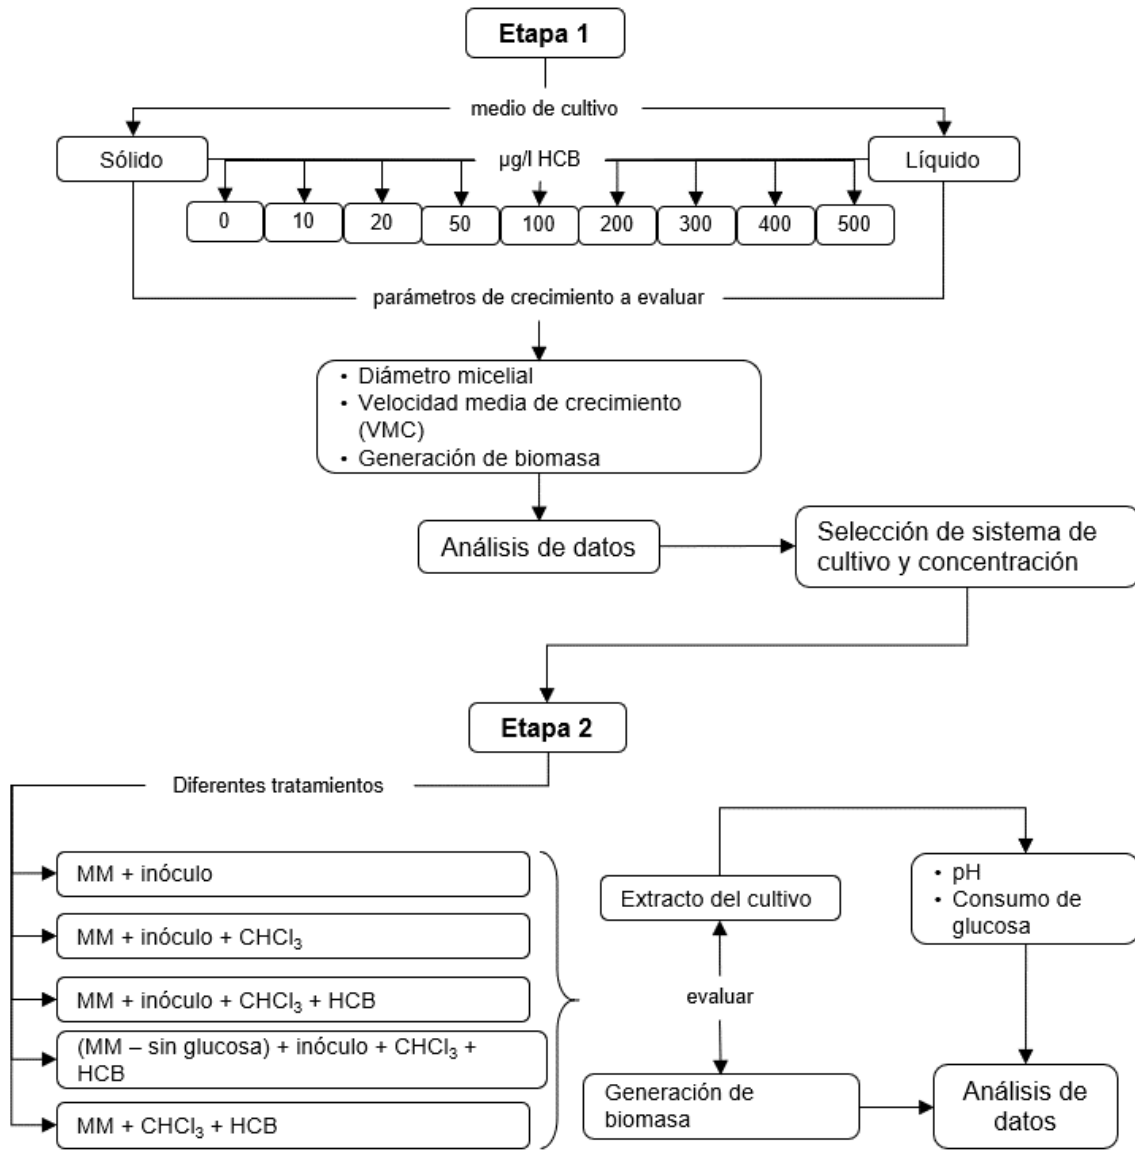 Etapa 1
medio de cultivo
Sólido
µg/l HCB
Líquido
0
10
20
50
100
200
300
400
500
parámetros de crecimiento a evaluar
• Diámetro micelial
• Velocidad media de crecimiento
(VMC)
• Generación de biomasa
Análisis de datos
Selección de sistema de
cultivo y concentración
Etapa 2
Diferentes tratamientos
MM + inóculo
MM + inóculo + CHCl₃
MM + inóculo + CHCl₃ + HCB
(MM – sin glucosa) + inóculo + CHCl₃ +
HCB
MM + CHCl₃ + HCB
Extracto del cultivo
• pH
• Consumo de
glucosa
evaluar
Generación de
biomasa
Análisis de
datos